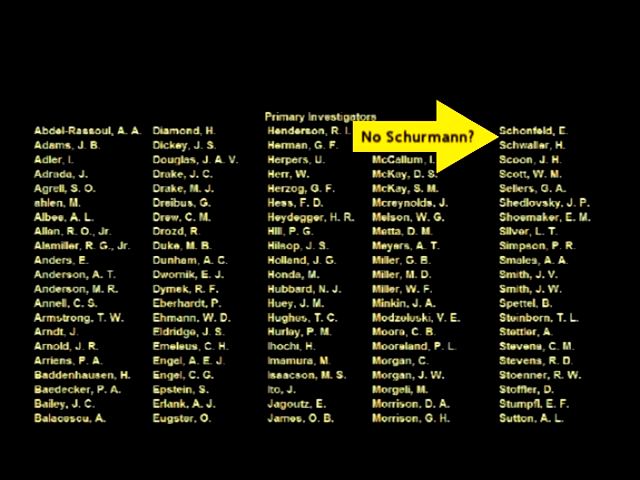 Primary Investigators
No Schurmann?
Abdel-Rassoul, A. A.
Adams, J. B.
Adler, I.
Adrada, J.
Agrell, S. O.
ahlen, M.
Albee, A. L.
Allen, R. O., Jr.
Alsmiller, R. G., Jr.
Anders, E.
Anderson, A. T.
Anderson, M. R.
Annell, C. S.
Armstrong, T. W.
Arndt, J.
Arnold, J. R.
Arriens, P. A.
Baddenhausen, H.
Baedecker, P. A.
Bailey, J. C.
Balacescu, A.
Diamond, H.
Dickey, J. S.
Douglas, J. A. V.
Drake, J. C.
Drake, M. J.
Dreibus, G.
Drew, C. M.
Drozd, R.
Duke, M. B.
Dunham, A. C.
Dwornik, E. J.
Dymek, R. F.
Eberhardt, P.
Ehmann, W. D.
Eldridge, J. S.
Emeleus, C. H.
Engel, A. E. J.
Engel, C. G.
Epstein, S.
Erlank, A. J.
Eugster, O.
Henderson, R. I.
Herman, G. F.
Herpers, U.
Herr, W.
Herzog, G. F.
Hess, F. D.
Heydegger, H. R.
Hill, P. G.
Hilsop, J. S.
Holland, J. G.
Honda, M.
Hubbard, N. J.
Huey, J. M.
Hughes, T. C.
Hurley, P. M.
Ihochi, H.
Imamura, M.
Isaacson, M. S.
Ito, J.
Jagoutz, E.
James, O. B.
McCallum, I.
McKay, D. S.
McKay, S. M.
Mcreynolds, J.
Melson, W. G.
Metta, D. M.
Meyers, A. T.
Miller, G. B.
Miller, M. D.
Miller, W. F.
Minkin, J. A.
Modzeleski, V. E.
Moore, C. B.
Mooreland, P. L.
Morgan, C.
Morgan, J. W.
Morgeli, M.
Morrison, D. A.
Morrison, G. H.
Schonfeld, E.
Schwaller, H.
Scoon, J. H.
Scott, W. M.
Sellers, G. A.
Shedlovsky, J. P.
Shoemaker, E. M.
Silver, L. T.
Simpson, P. R.
Smales, A. A.
Smith, J. V.
Smith, J. W.
Spettel, B.
Steinborn, T. L.
Stettler, A.
Stevens, C. M.
Stevens, R. D.
Stoenner, R. W.
Stoffler, D.
Stumpfl, E. F.
Sutton, A. L.